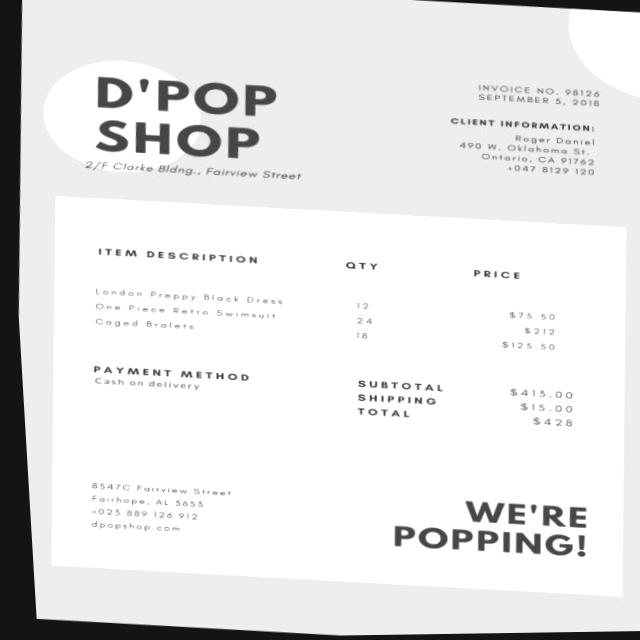 D'POP
SHOP
2/F Clarke Bldng., Fairview Street
INVOICE NO. 98126
SEPTEMBER 5, 2018
CLIENT INFORMATION:
Roger Daniel
490 W. Oklahoma St.
Ontario, CA 91762
+047 8129 120
ITEM DESCRIPTION QTY PRICE
London Preppy Black Dress 12 $75.50
One Piece Retro Swimsuit 24 $212
Caged Bralets 18 $125.50
PAYMENT METHOD
Cash on delivery
SUBTOTAL $413.00
SHIPPING $15.00
TOTAL $428
8547C Fairview Street
Fairhope, AL 5653
+023 889 126 912
dpopshop.com
WE'RE
POPPING!